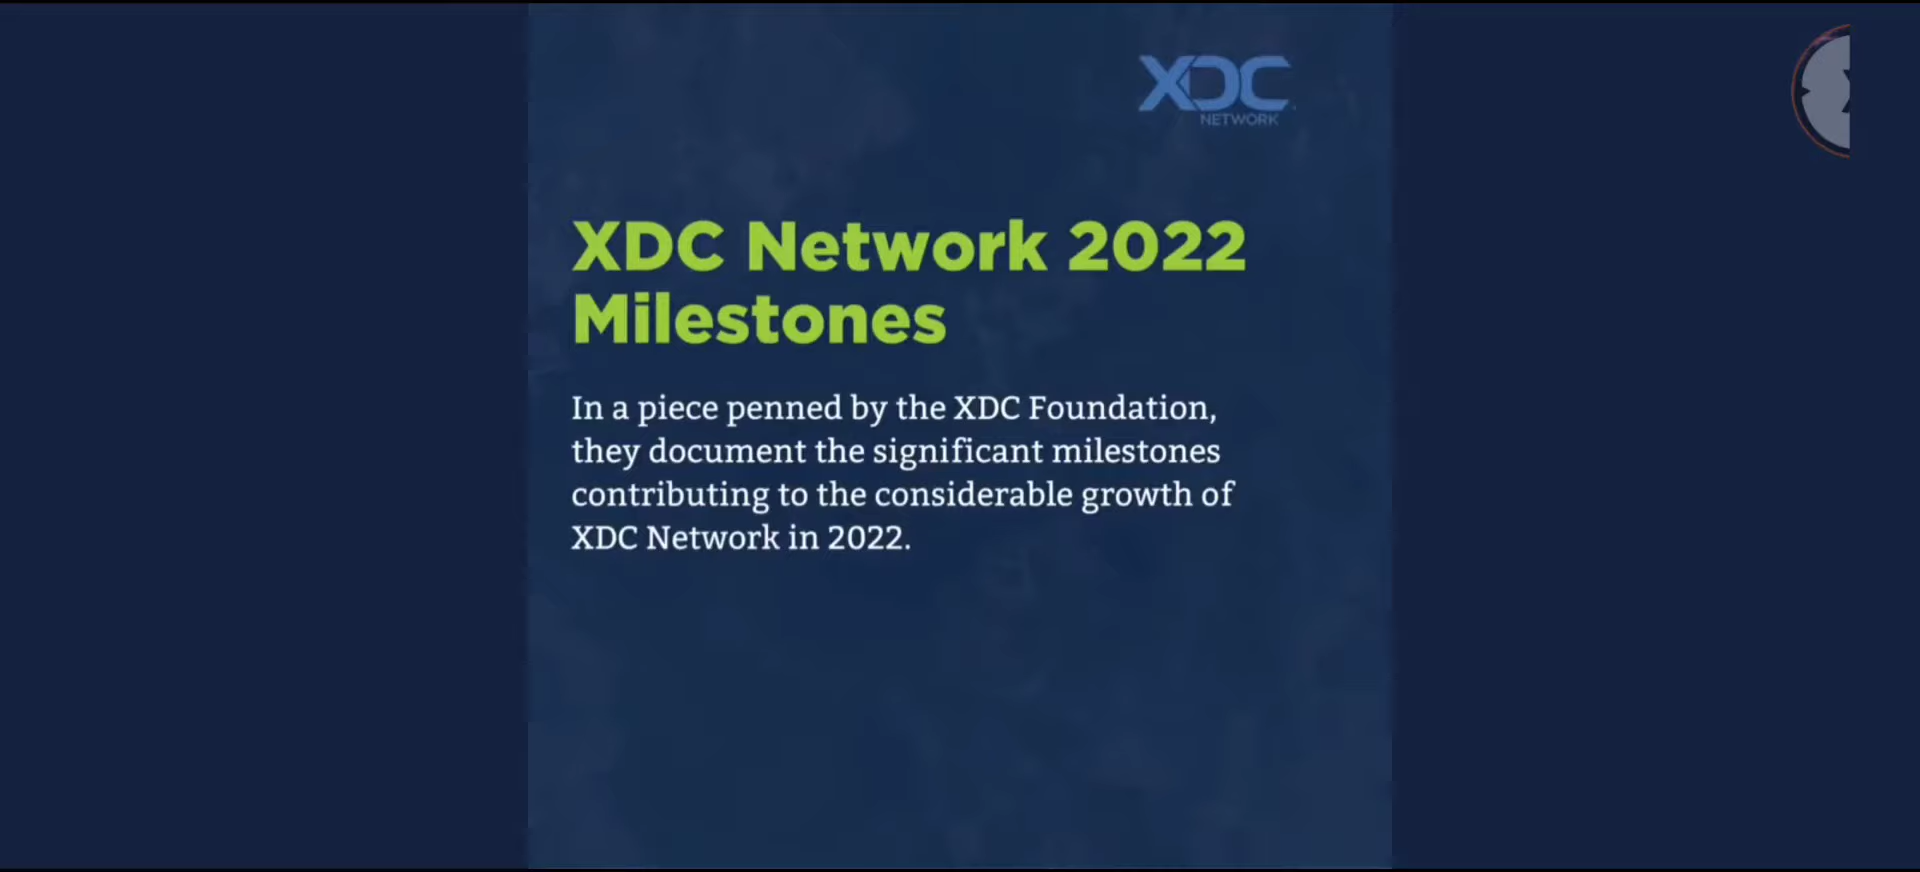 XDC
NETWORK
XDC Network 2022
Milestones
In a piece penned by the XDC Foundation,
they document the significant milestones
contributing to the considerable growth of
XDC Network in 2022.